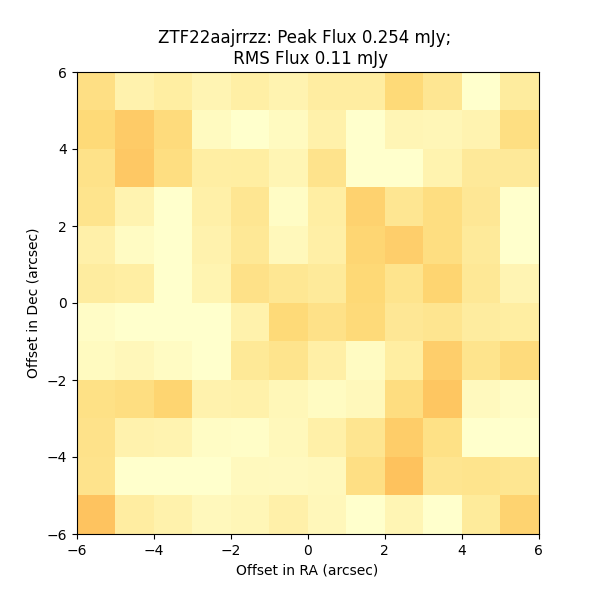 ZTF22aajrrzz: Peak Flux 0.254 mJy;
RMS Flux 0.11 mJy
6
4
2
0
−2
−4
−6
Offset in Dec (arcsec)
−6 −4 −2 0 2 4 6
Offset in RA (arcsec)